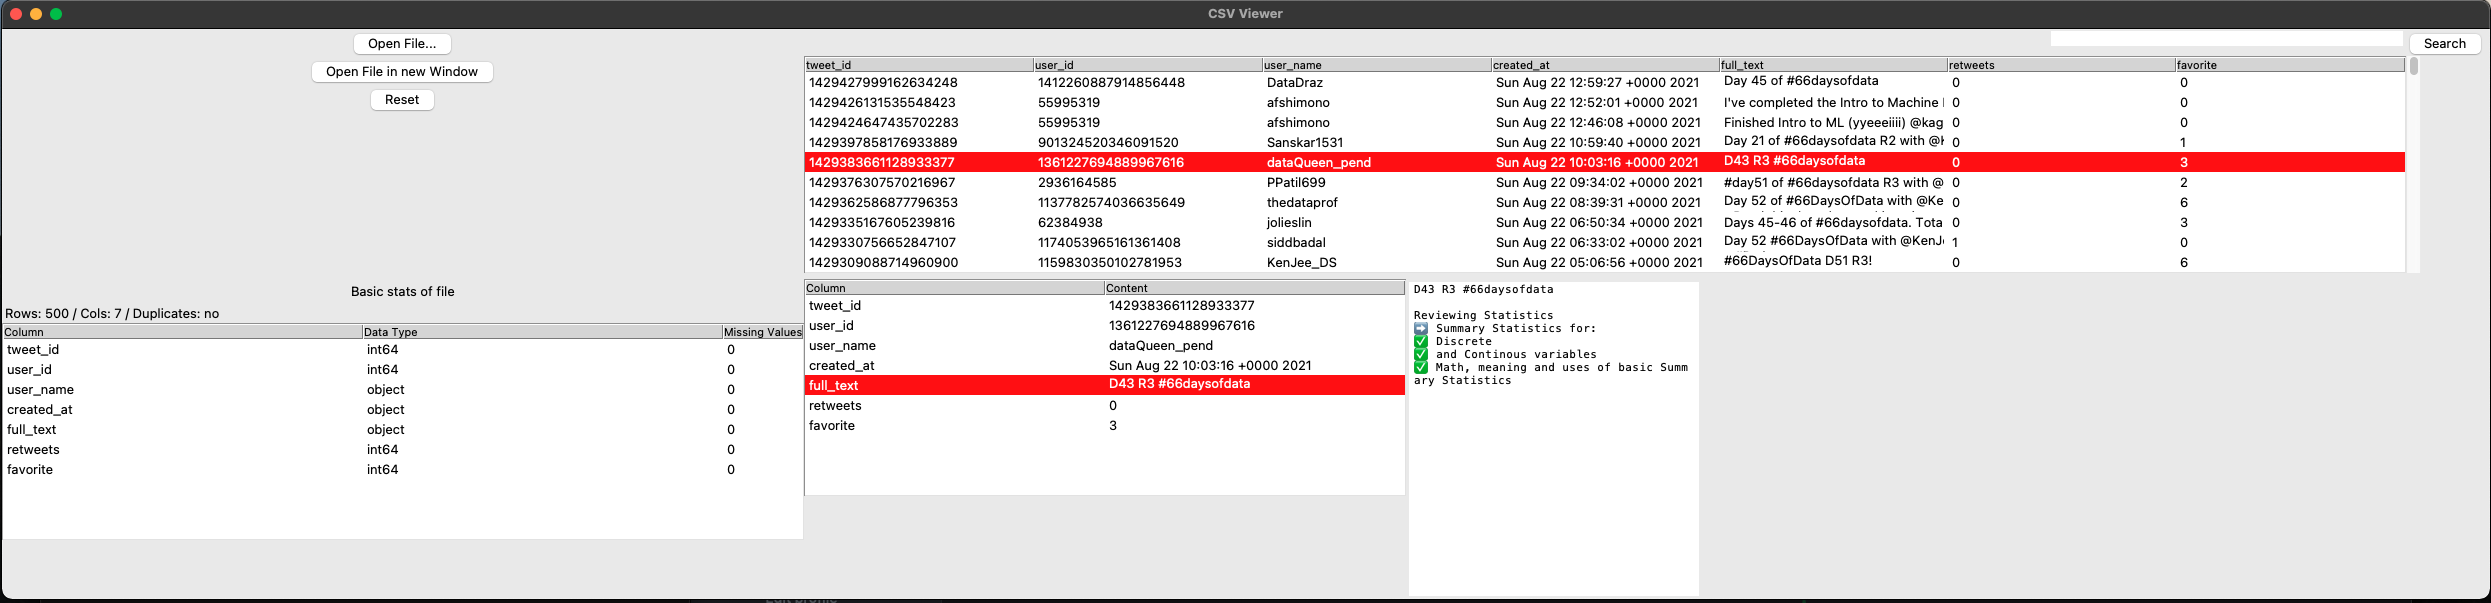 CSV Viewer
Open File...
Open File in new Window
Reset
Search
tweet_id user_id user_name created_at full_text retweets favorite
1429427999162634248 1412260887914856448 DataDraz Sun Aug 22 12:59:27 +0000 2021 Day 45 of #66daysofdata 0 0
1429426131535548423 55995319 afshimono Sun Aug 22 12:52:01 +0000 2021 I've completed the Intro to Machine 0 0
1429424647435702283 55995319 afshimono Sun Aug 22 12:46:08 +0000 2021 Finished Intro to ML (yyeeeiiii) @kag 0 0
1429397858176933889 901324520346091520 Sanskar1531 Sun Aug 22 10:59:40 +0000 2021 Day 21 of #66daysofdata R2 with @ 0 1
1429383661128933377 1361227694889967616 dataQueen_pend Sun Aug 22 10:03:16 +0000 2021 D43 R3 #66daysofdata 0 3
1429376307570216967 2936164585 PPatil699 Sun Aug 22 09:34:02 +0000 2021 #day51 of #66daysofdata R3 with @ 0 2
1429362586877796353 1137782574036635649 thedataprof Sun Aug 22 08:39:31 +0000 2021 Day 52 of #66DaysOfData with @Ke 0 6
1429335167605239816 62384938 jolieslin Sun Aug 22 06:50:34 +0000 2021 Days 45-46 of #66daysofdata. Tota 0 3
1429330756652847107 1174053965161361408 siddbadal Sun Aug 22 06:33:02 +0000 2021 Day 52 #66DaysOfData with @KenJ 1 0
1429309088714960900 1159830350102781953 KenJee_DS Sun Aug 22 05:06:56 +0000 2021 #66DaysOfData D51 R3! 0 6
Basic stats of file
Rows: 500 / Cols: 7 / Duplicates: no
Column Data Type Missing Values
tweet_id int64 0
user_id int64 0
user_name object 0
created_at object 0
full_text object 0
retweets int64 0
favorite int64 0
Column Content
tweet_id 1429383661128933377
user_id 1361227694889967616
user_name dataQueen_pend
created_at Sun Aug 22 10:03:16 +0000 2021
full_text D43 R3 #66daysofdata
retweets 0
favorite 3
D43 R3 #66daysofdata
Reviewing Statistics
➡️ Summary Statistics for:
✅ Discrete
✅ and Continous variables
✅ Math, meaning and uses of basic Summ
ary Statistics